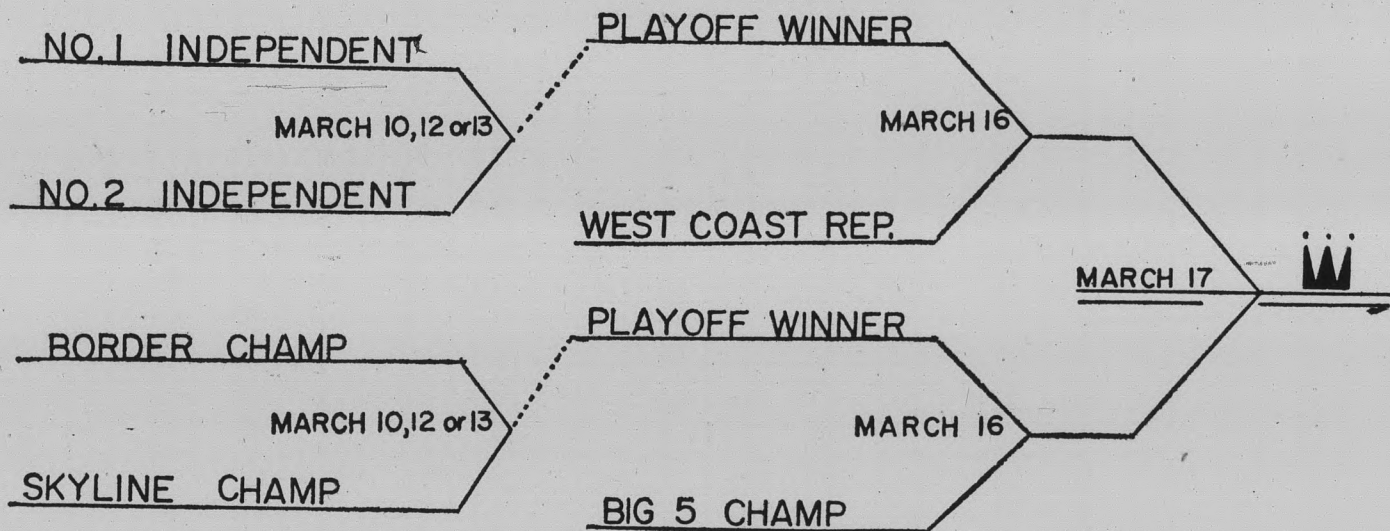 NO. 1 INDEPENDENT
MARCH 10, 12 or 13
NO. 2 INDEPENDENT
PLAYOFF WINNER
MARCH 16
WEST COAST REP.
MARCH 17
BORDER CHAMP
MARCH 10, 12 or 13
SKYLINE CHAMP
PLAYOFF WINNER
MARCH 16
BIG 5 CHAMP